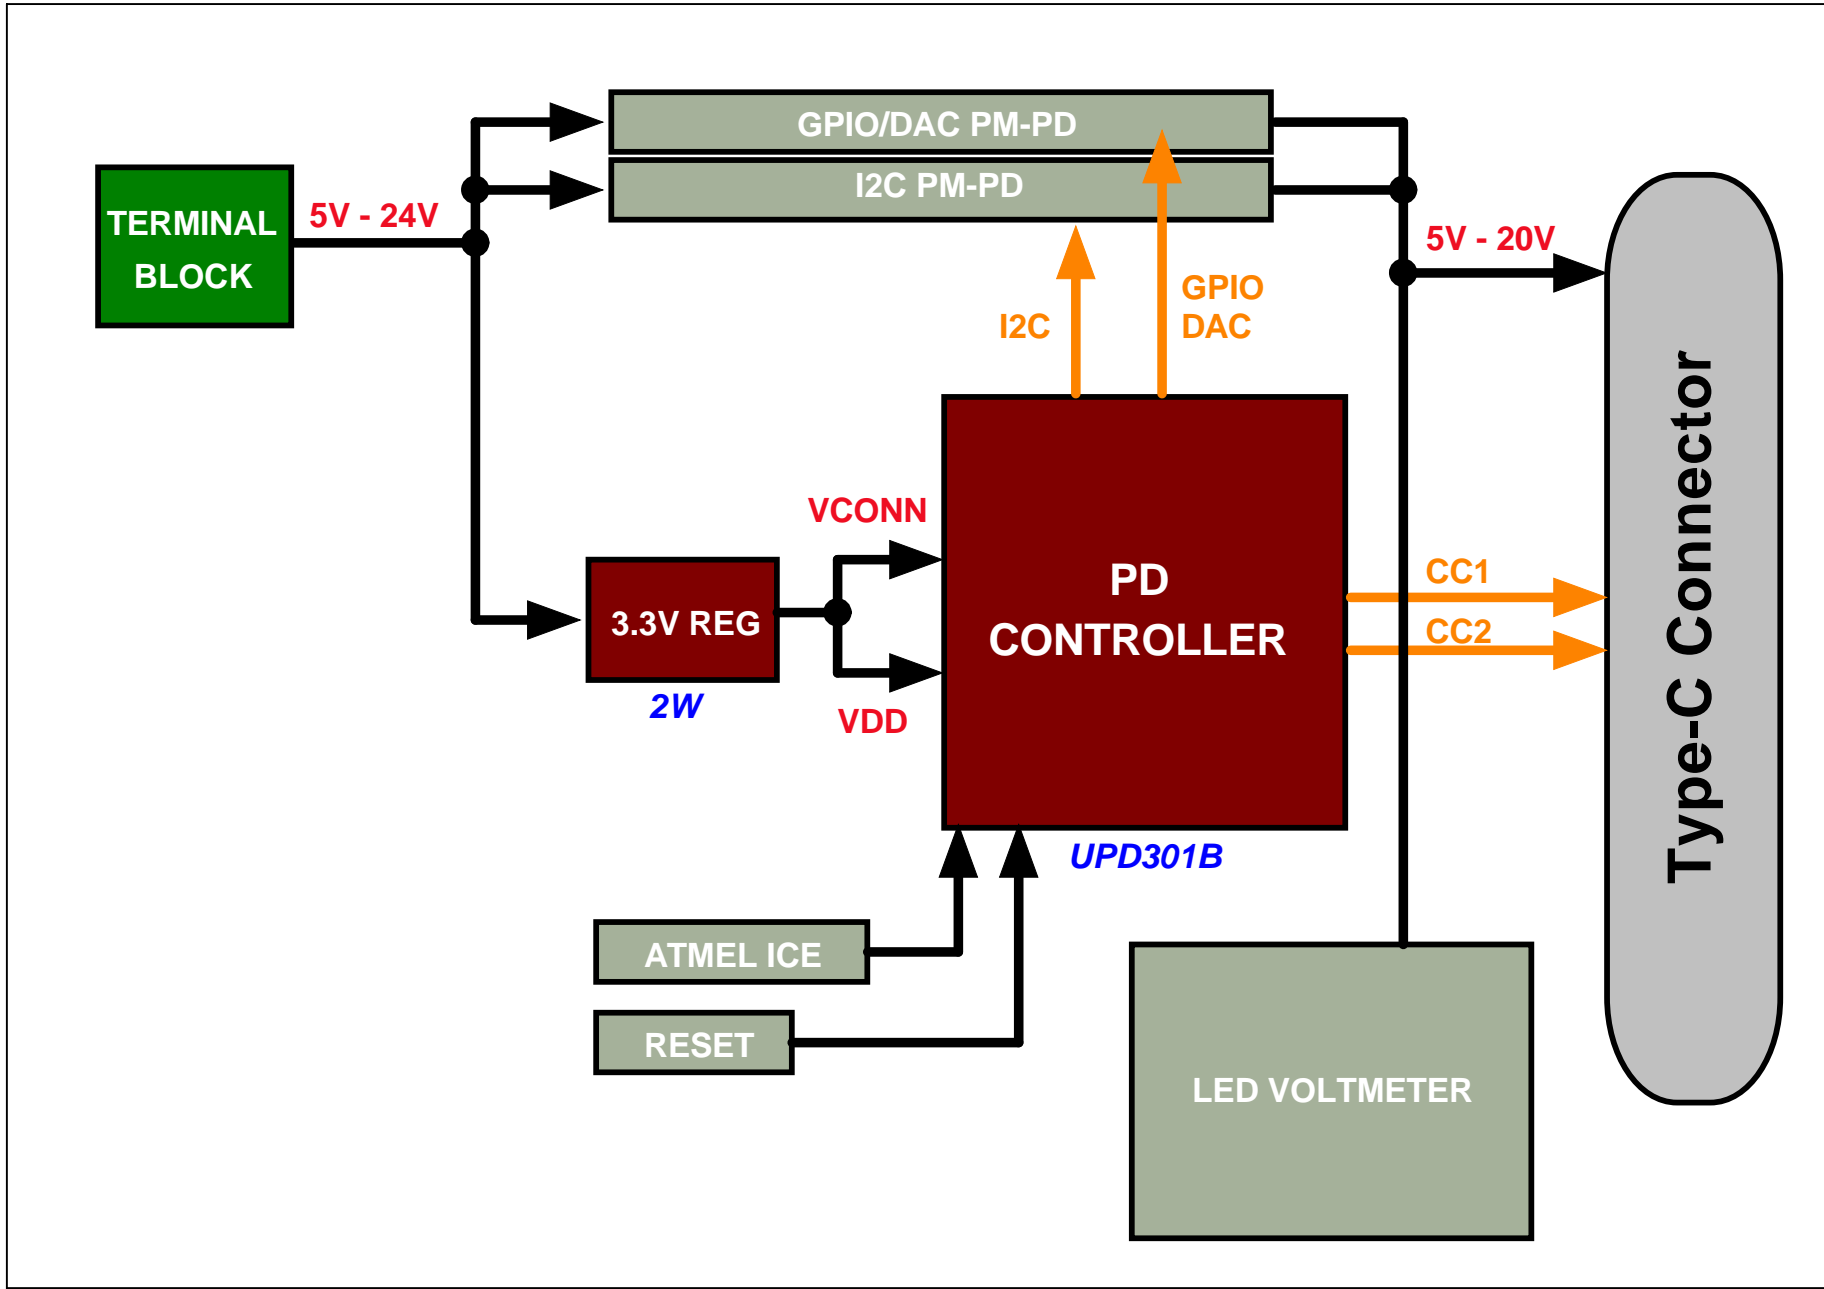 GPIO/DAC PM-PD
I2C PM-PD
TERMINAL
BLOCK
5V - 24V
5V - 20V
GPIO
DAC
I2C
VCONN
PD
CONTROLLER
3.3V REG
2W
VDD
CC1
CC2
Type-C Connector
UPD301B
ATMEL ICE
RESET
LED VOLTMETER